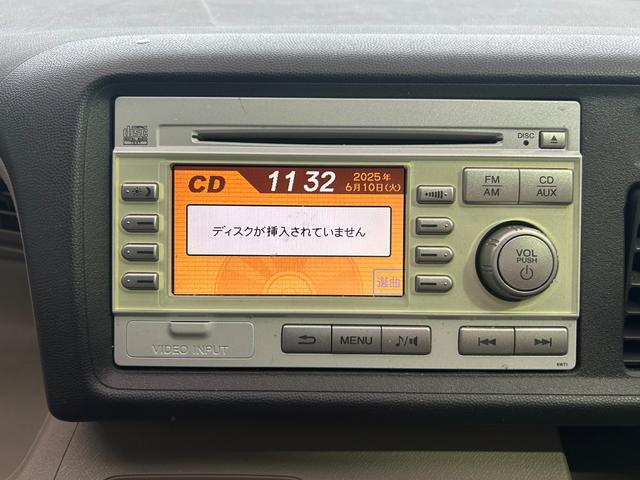 disc
DISC
CD
11 32
2025年
6月10日(火)
FM
AM
CD
AUX
ディスクが挿入されていません
VOL
PUSH
選曲
VIDEO INPUT
MENU